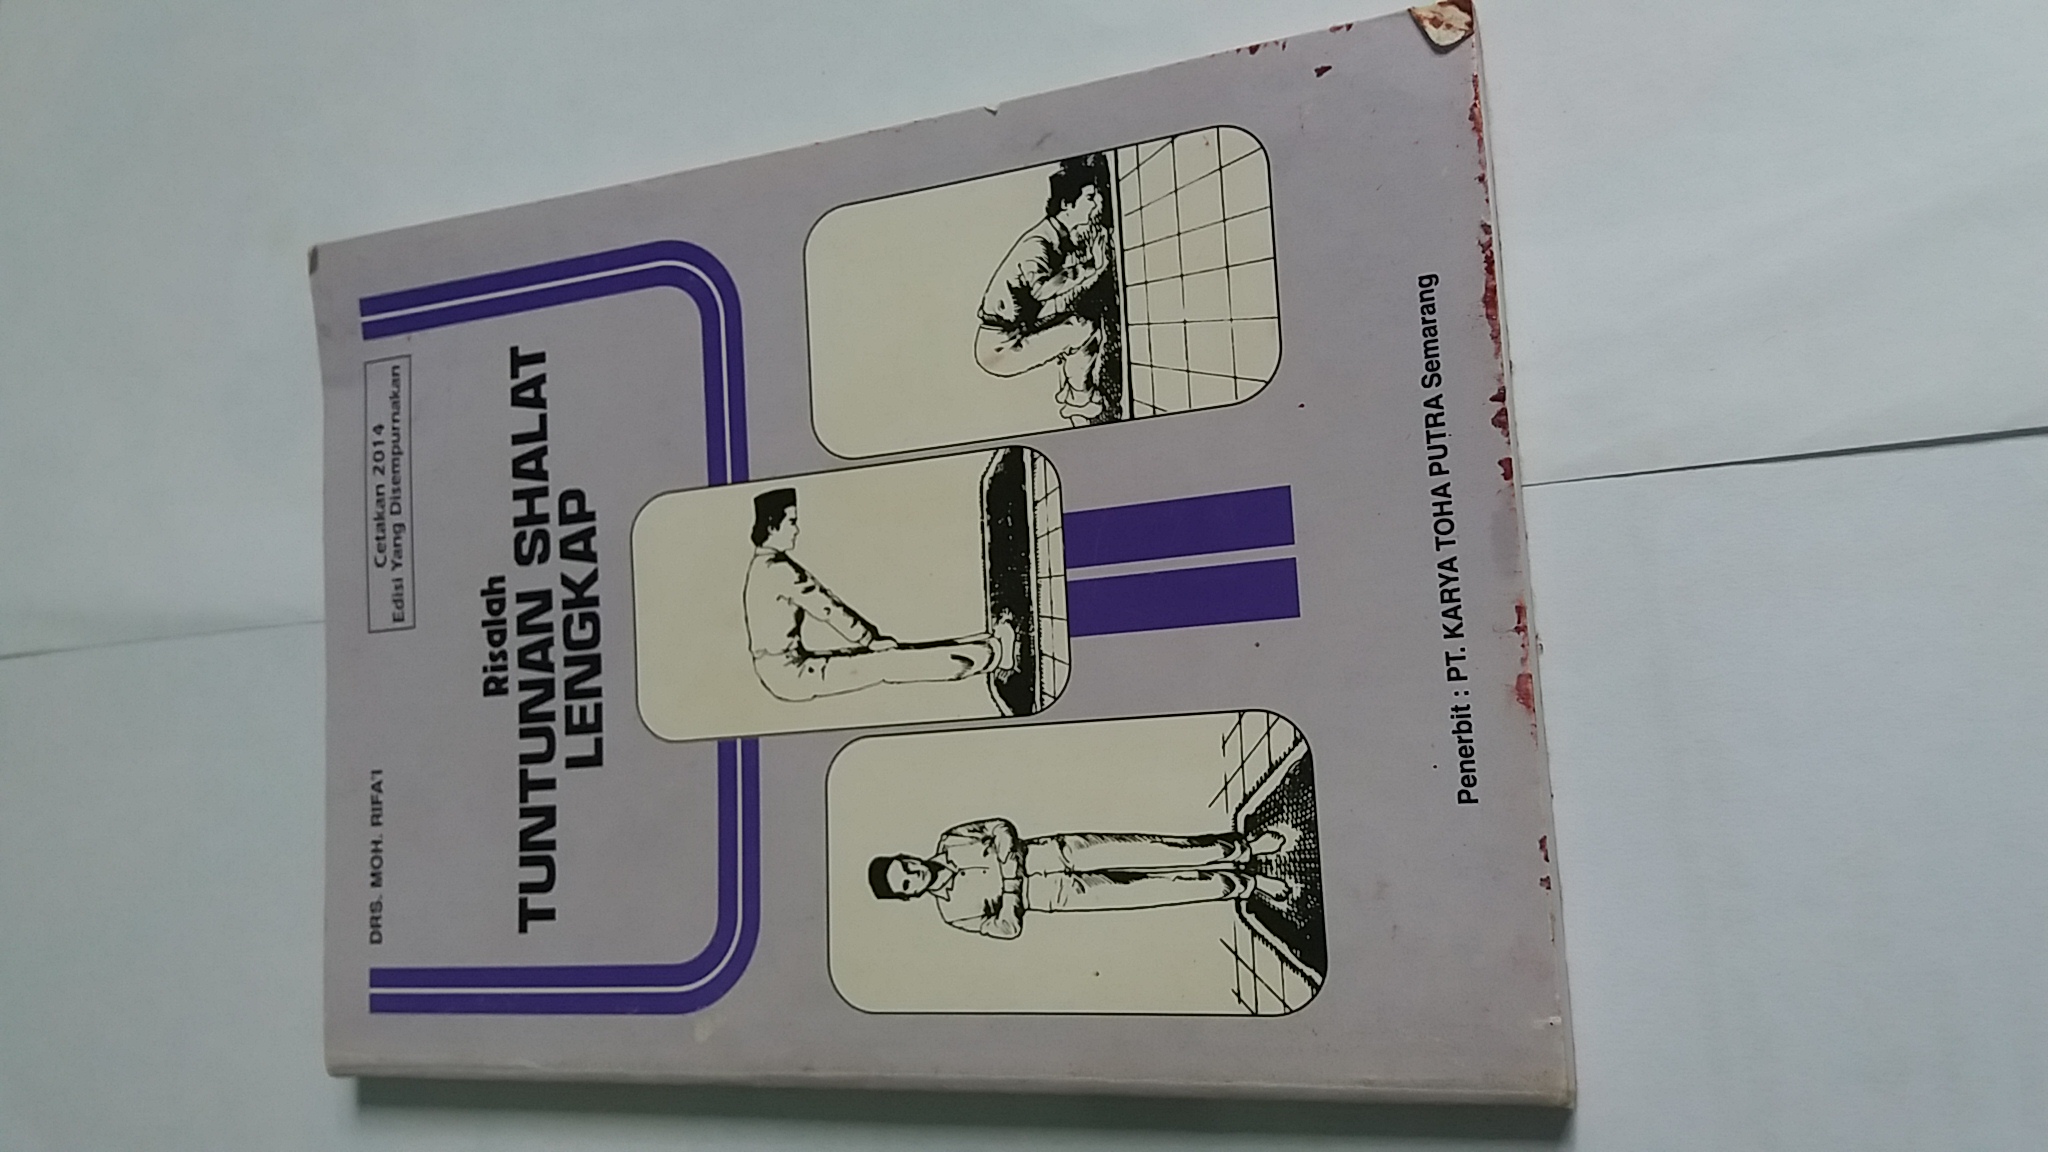 DRS. MOH. RIFA'I
Cetakan 2014
Edisi Yang Disempurnakan
Risalah
TUNTUNAN SHALAT
LENGKAP
Penerbit : PT. KARYA TOHA PUTRA Semarang